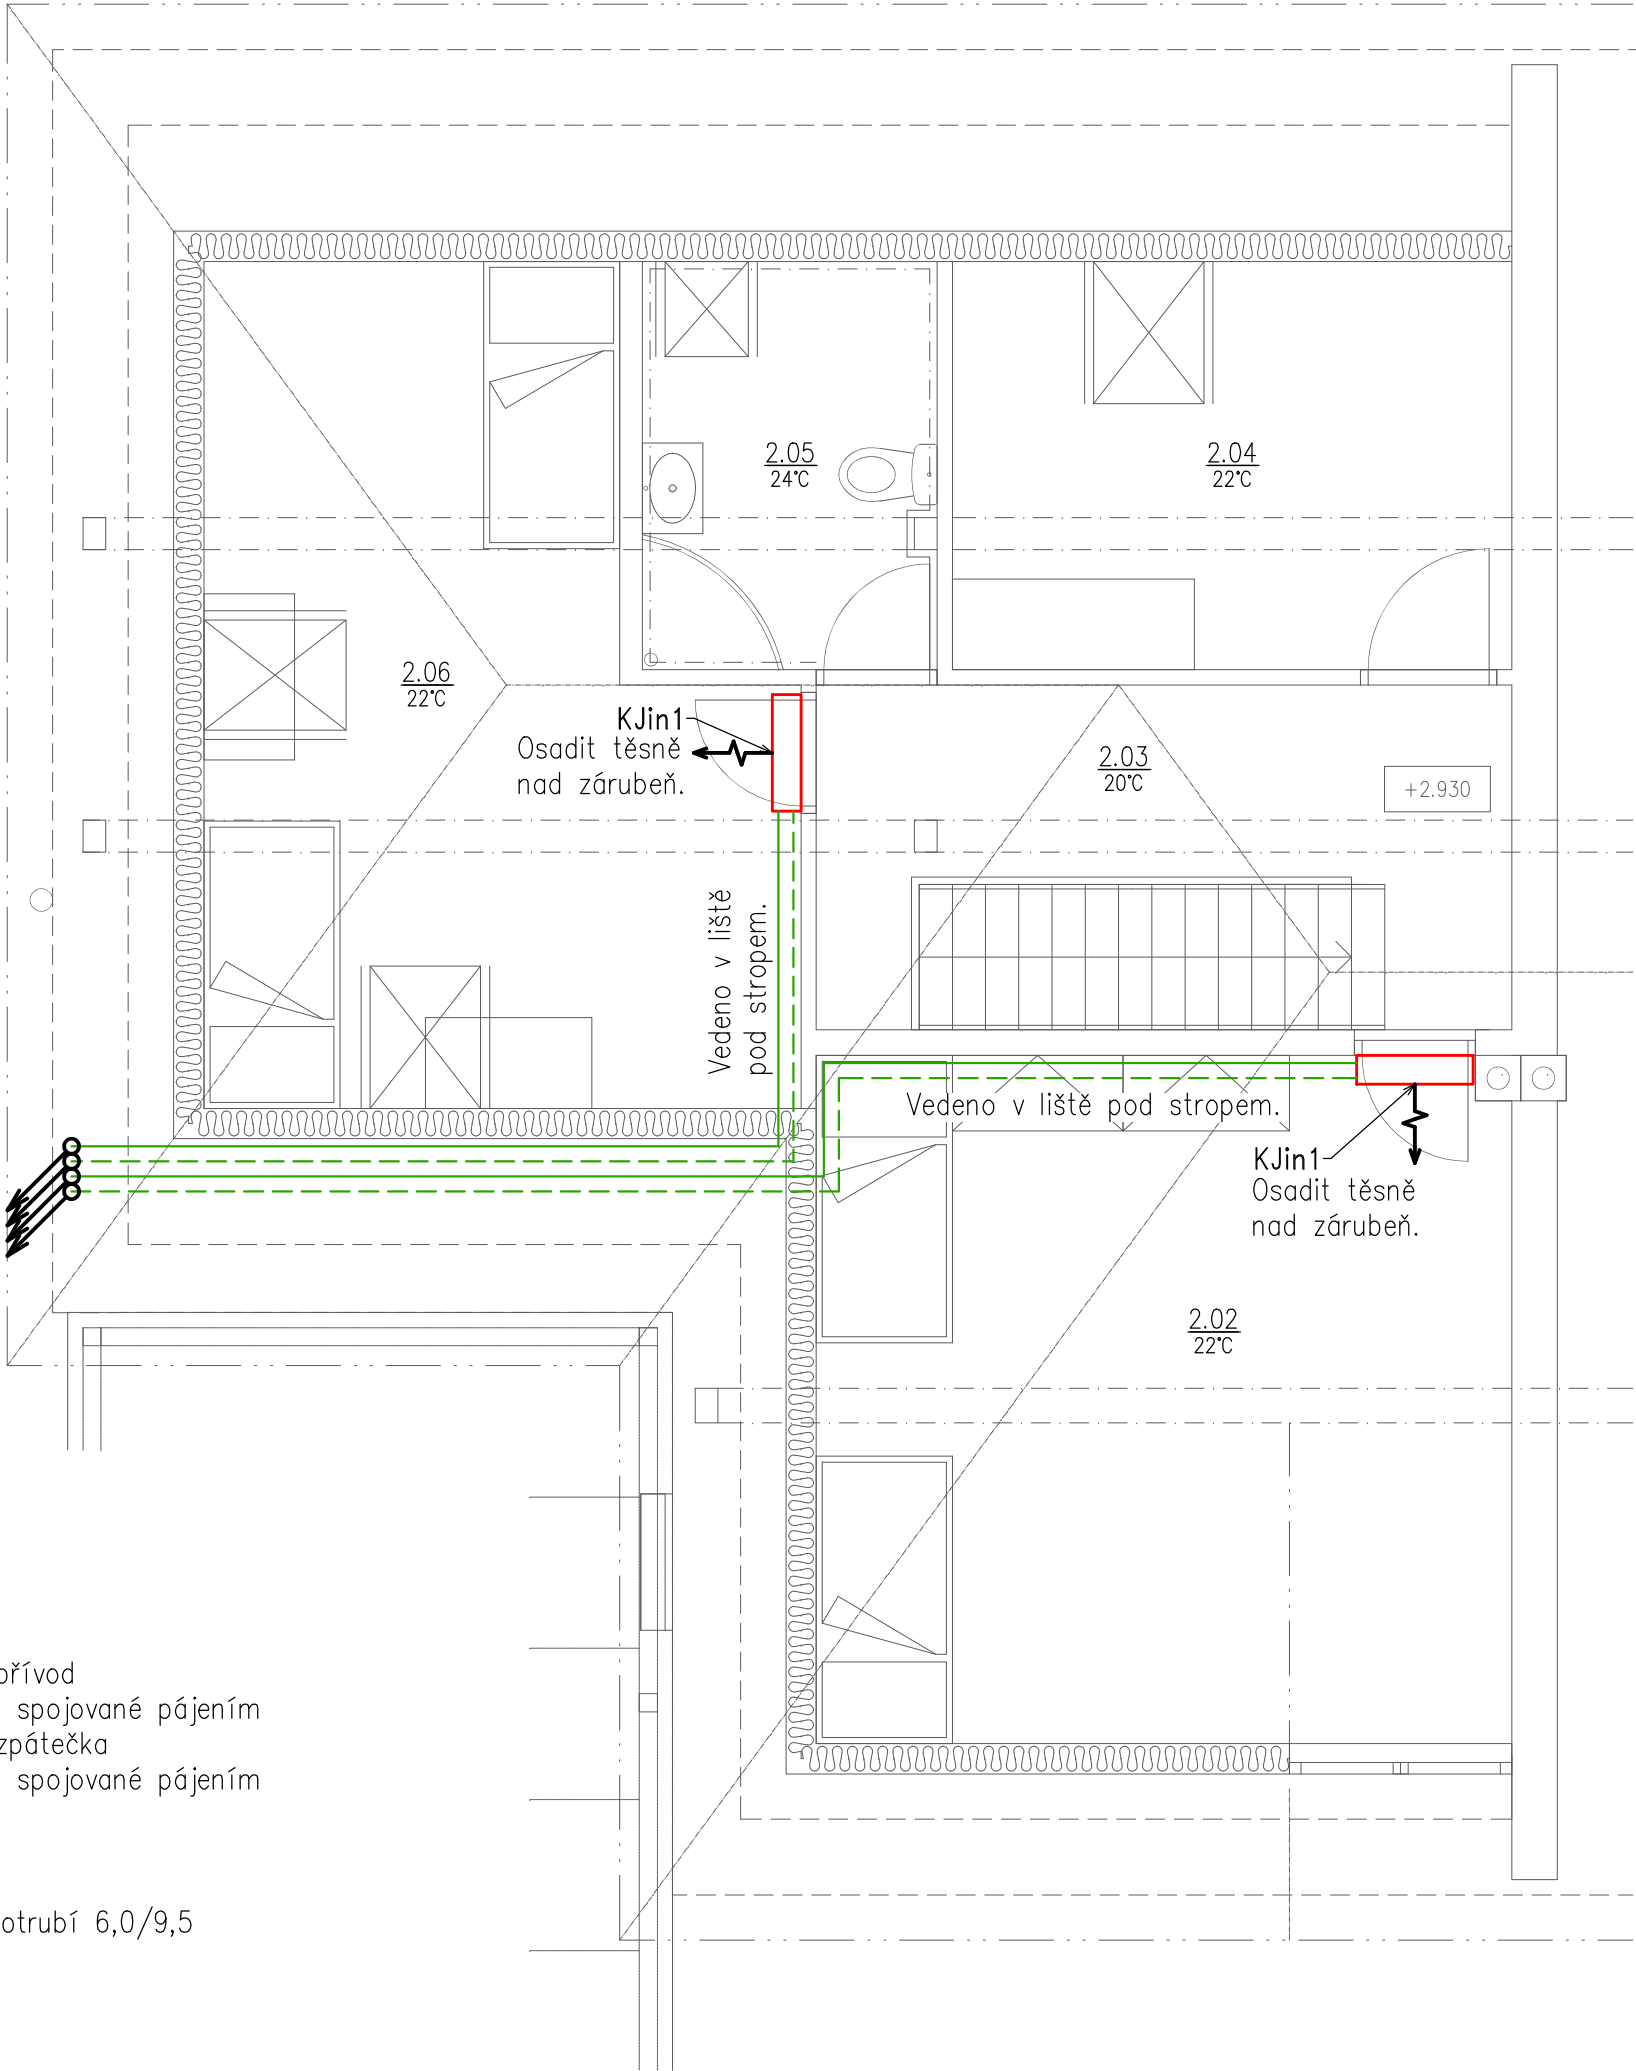 2.05
24°C
2.04
22°C
2.06
22°C
KJin1
Osadit těsně
nad zárubeň.
2.03
20°C
+2.930
Vedeno v liště
pod stropem.
Vedeno v liště pod stropem.
KJin1
Osadit těsně
nad zárubeň.
2.02
22°C
přívod
spojované pájením
zpátečka
spojované pájením
otrubí 6,0/9,5